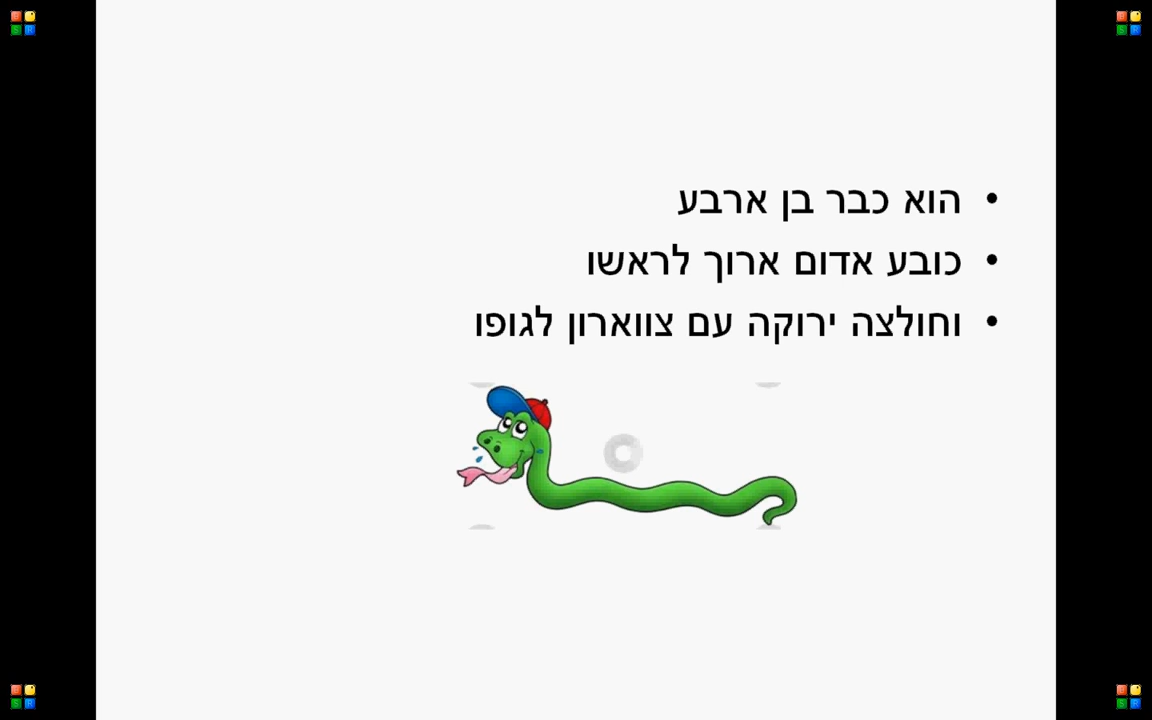 הוא כבר בן ארבע
כובע אדום ארוך לראשו
וחולצה ירוקה עם צווארון לגופו